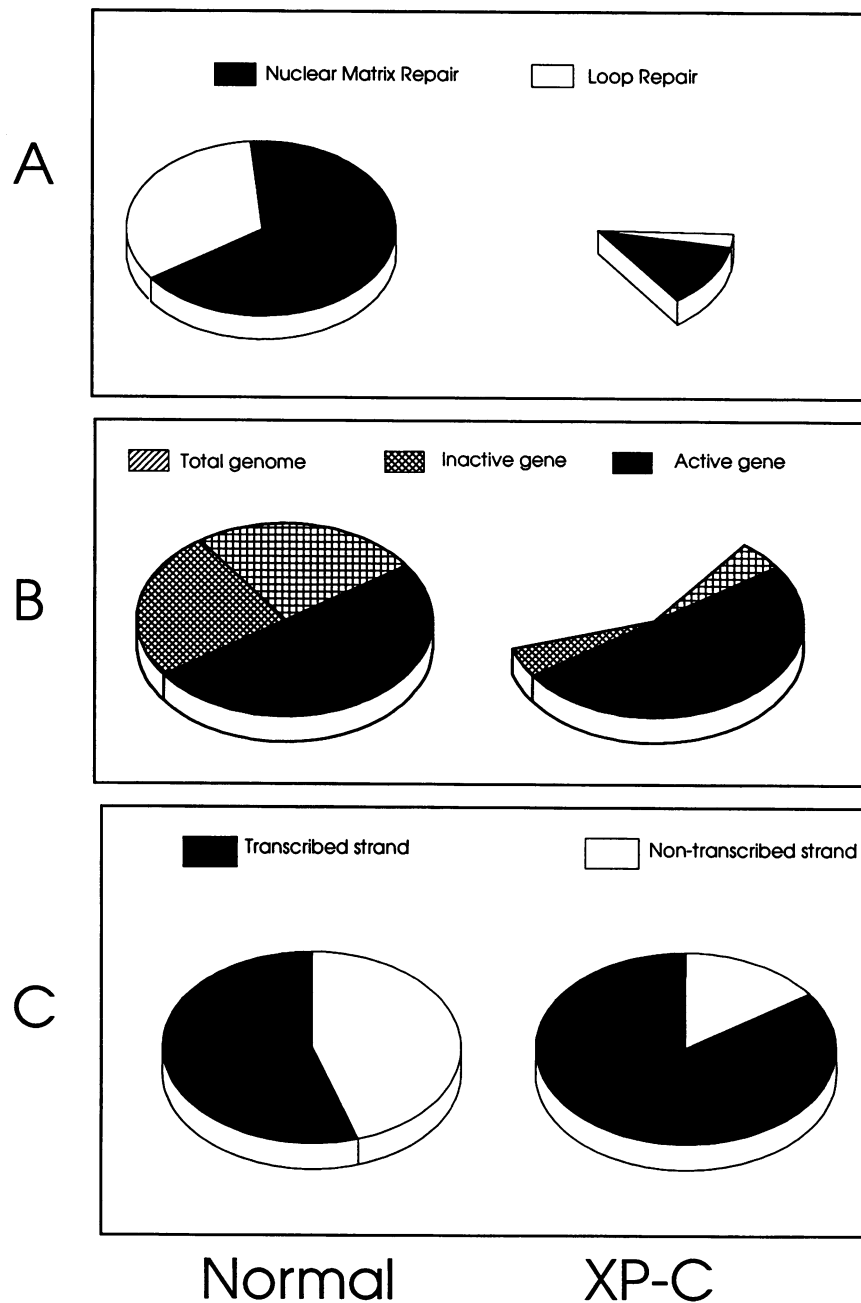 A
Nuclear Matrix Repair
Loop Repair
B
Total genome
Inactive gene
Active gene
C
Transcribed strand
Non-transcribed strand
Normal
XP-C